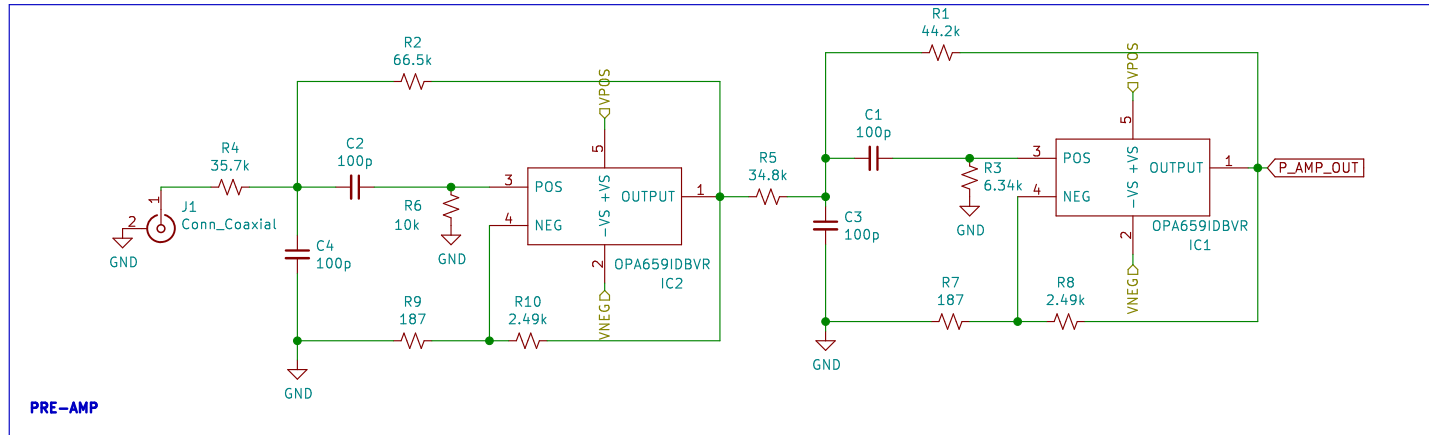 R1
44.2k
R2
66.5k
VPOS
VPOS
5
5
C1
100p
R4
35.7k
C2
100p
R5
34.8k
3
POS
-VS
+VS
OUTPUT
1
P_AMP_OUT
R3
6.34k
4
NEG
GND
2
OPA659IDBVR
IC1
3
POS
-VS
+VS
OUTPUT
1
R6
10k
4
NEG
GND
2
OPA659IDBVR
IC2
1
2
J1
Conn_Coaxial
GND
C4
100p
C3
100p
R9
187
R10
2.49k
VNEG
R7
187
R8
2.49k
VNEG
GND
GND
PRE-AMP